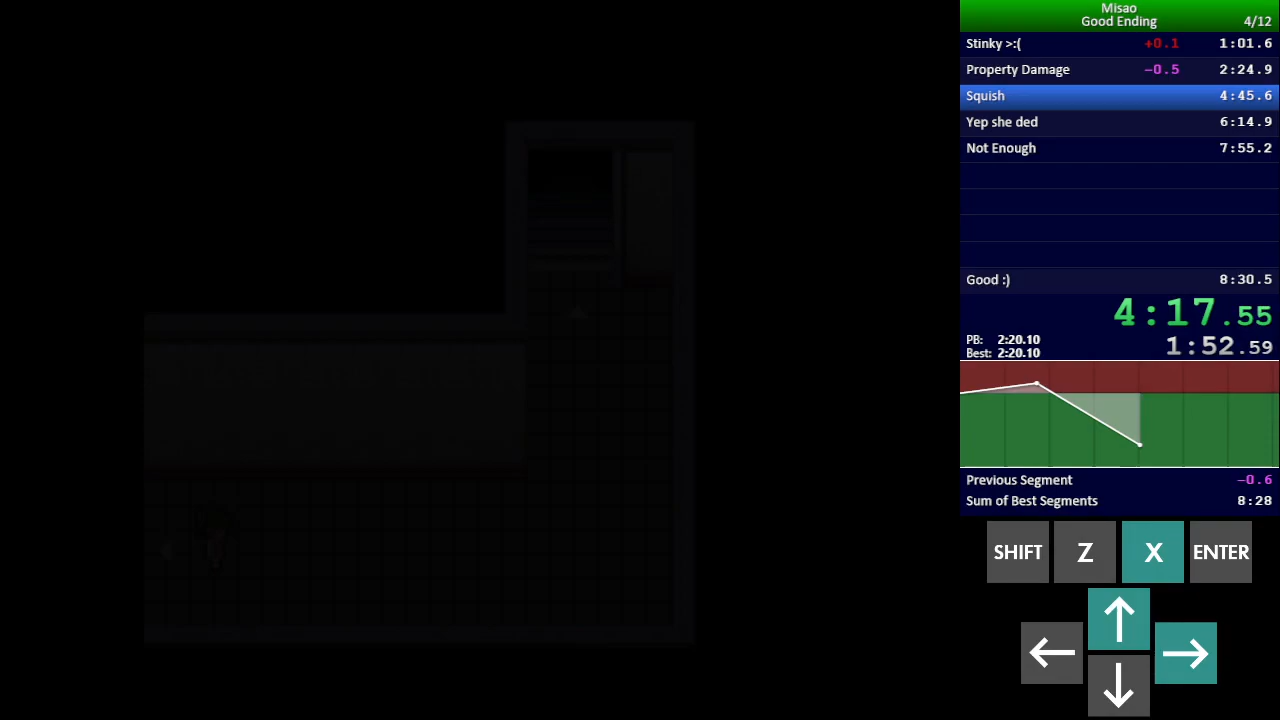 Misao
Good Ending 4/12
Stinky >:( +0.1 1:01.6
Property Damage −0.5 2:24.9
Squish 4:45.6
Yep she ded 6:14.9
Not Enough 7:55.2
Good :) 8:30.5
4:17.55
PB: 2:20.10
Best: 2:20.10
1:52.59
Previous Segment −0.6
Sum of Best Segments 8:28
SHIFT Z X ENTER
↑
← →
↓